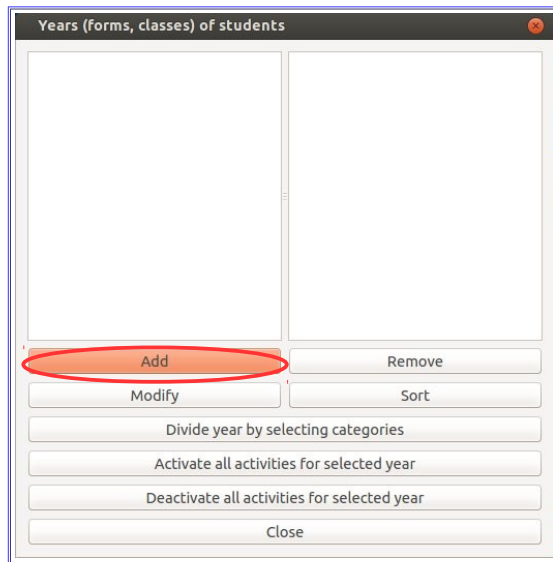 Years (forms, classes) of students
Add
Remove
Modify
Sort
Divide year by selecting categories
Activate all activities for selected year
Deactivate all activities for selected year
Close